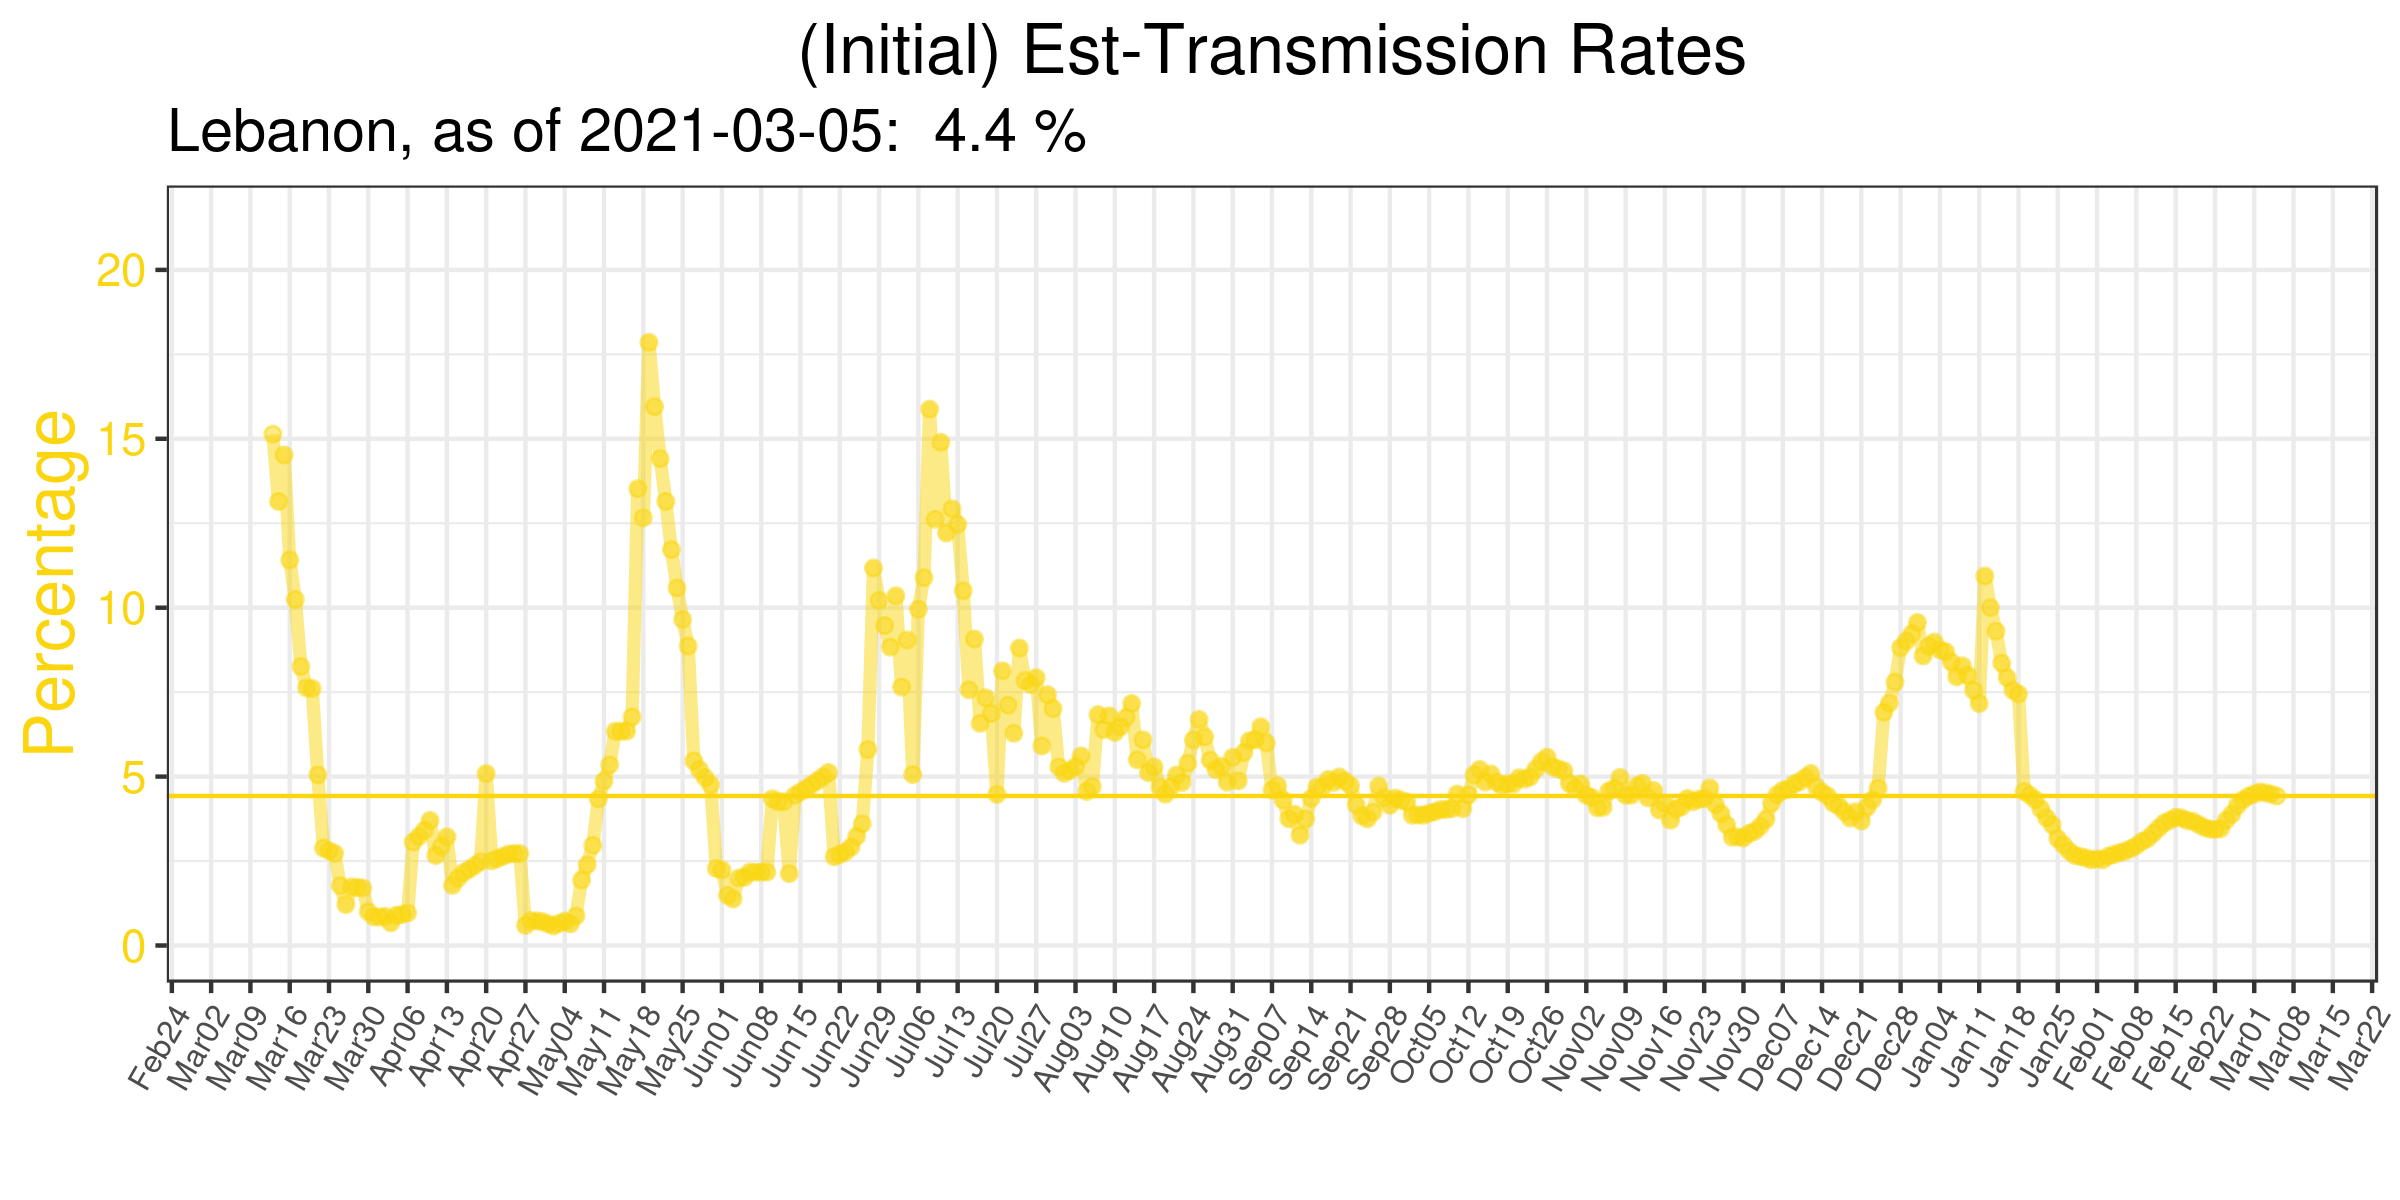 (Initial) Est-Transmission Rates
Lebanon, as of 2021-03-05:  4.4 %
Percentage
20
15
10
5
0
Feb24
Mar02
Mar09
Mar16
Mar23
Mar30
Apr06
Apr13
Apr20
Apr27
May04
May11
May18
May25
Jun01
Jun08
Jun15
Jun22
Jun29
Jul06
Jul13
Jul20
Jul27
Aug03
Aug10
Aug17
Aug24
Aug31
Sep07
Sep14
Sep21
Sep28
Oct05
Oct12
Oct19
Oct26
Nov02
Nov09
Nov16
Nov23
Nov30
Dec07
Dec14
Dec21
Dec28
Jan04
Jan11
Jan18
Jan25
Feb01
Feb08
Feb15
Feb22
Mar01
Mar08
Mar15
Mar22